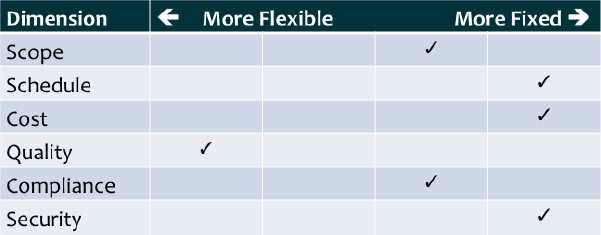 Dimension 🡸 More Flexible More Fixed 🡺
Scope ✓
Schedule ✓
Cost ✓
Quality ✓
Compliance ✓
Security ✓